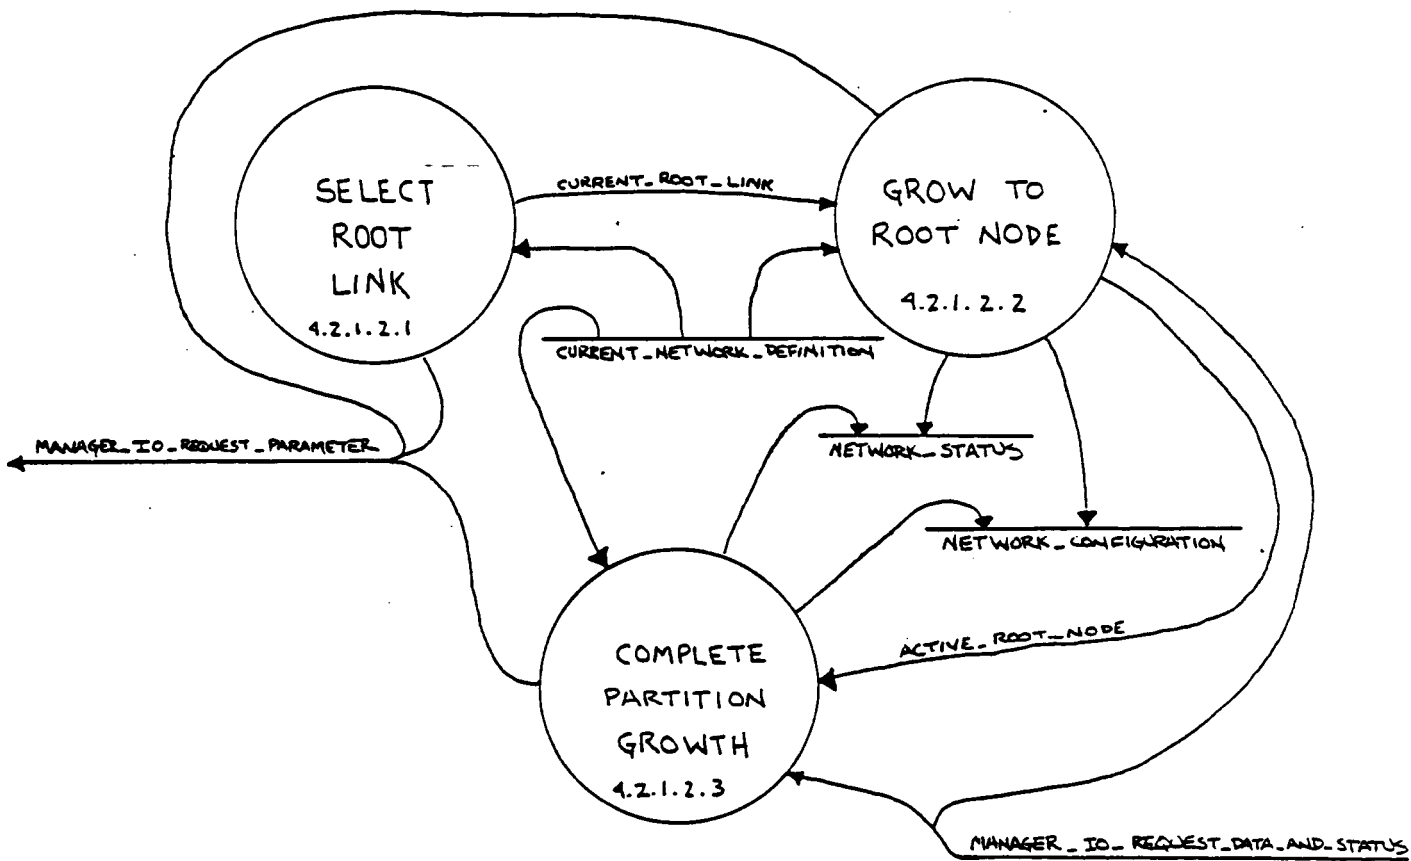 SELECT
ROOT
LINK
4.2.1.2.1
CURRENT_ROOT_LINK
GROW TO
ROOT NODE
4.2.1.2.2
CURRENT_NETWORK_DEFINITION
MANAGER_IO_REQUEST_PARAMETER
NETWORK_STATUS
NETWORK_CONFIGURATION
ACTIVE_ROOT_NODE
COMPLETE
PARTITION
GROWTH
4.2.1.2.3
MANAGER_IO_REQUEST_DATA_AND_STATUS